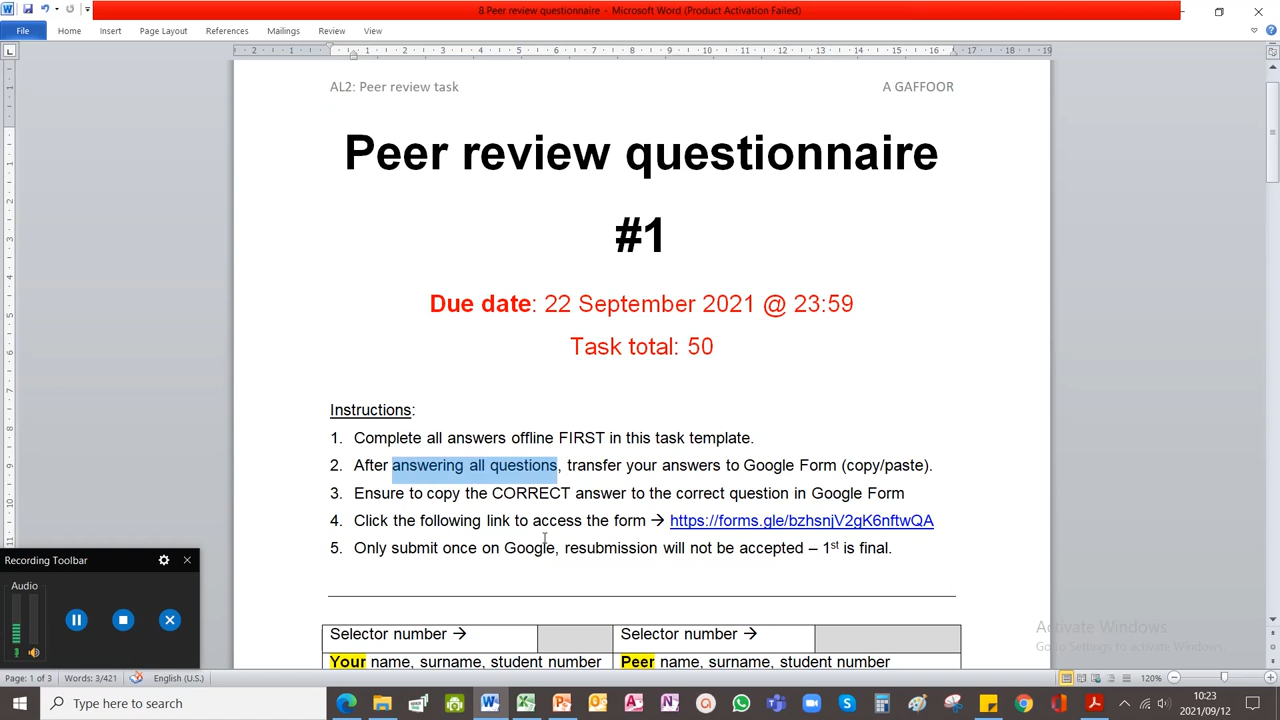 8 Peer review questionnaire - Microsoft Word (Product Activation Failed)
File Home Insert Page Layout References Mailings Review View
AL2: Peer review task A GAFFOOR
Peer review questionnaire
#1
Due date: 22 September 2021 @ 23:59
Task total: 50
Instructions:
1. Complete all answers offline FIRST in this task template.
2. After answering all questions, transfer your answers to Google Form (copy/paste).
3. Ensure to copy the CORRECT answer to the correct question in Google Form
4. Click the following link to access the form → https://forms.gle/bzhsnjV2gK6nftwQA
5. Only submit once on Google, resubmission will not be accepted – 1st is final.
Recording Toolbar
Audio
Selector number → Selector number →
Your name, surname, student number Peer name, surname, student number
Activate Windows
Go to Settings to activate Windows.
Page: 1 of 3 Words: 3/421 English (U.S.) 120%
Type here to search
10:23
2021/09/12